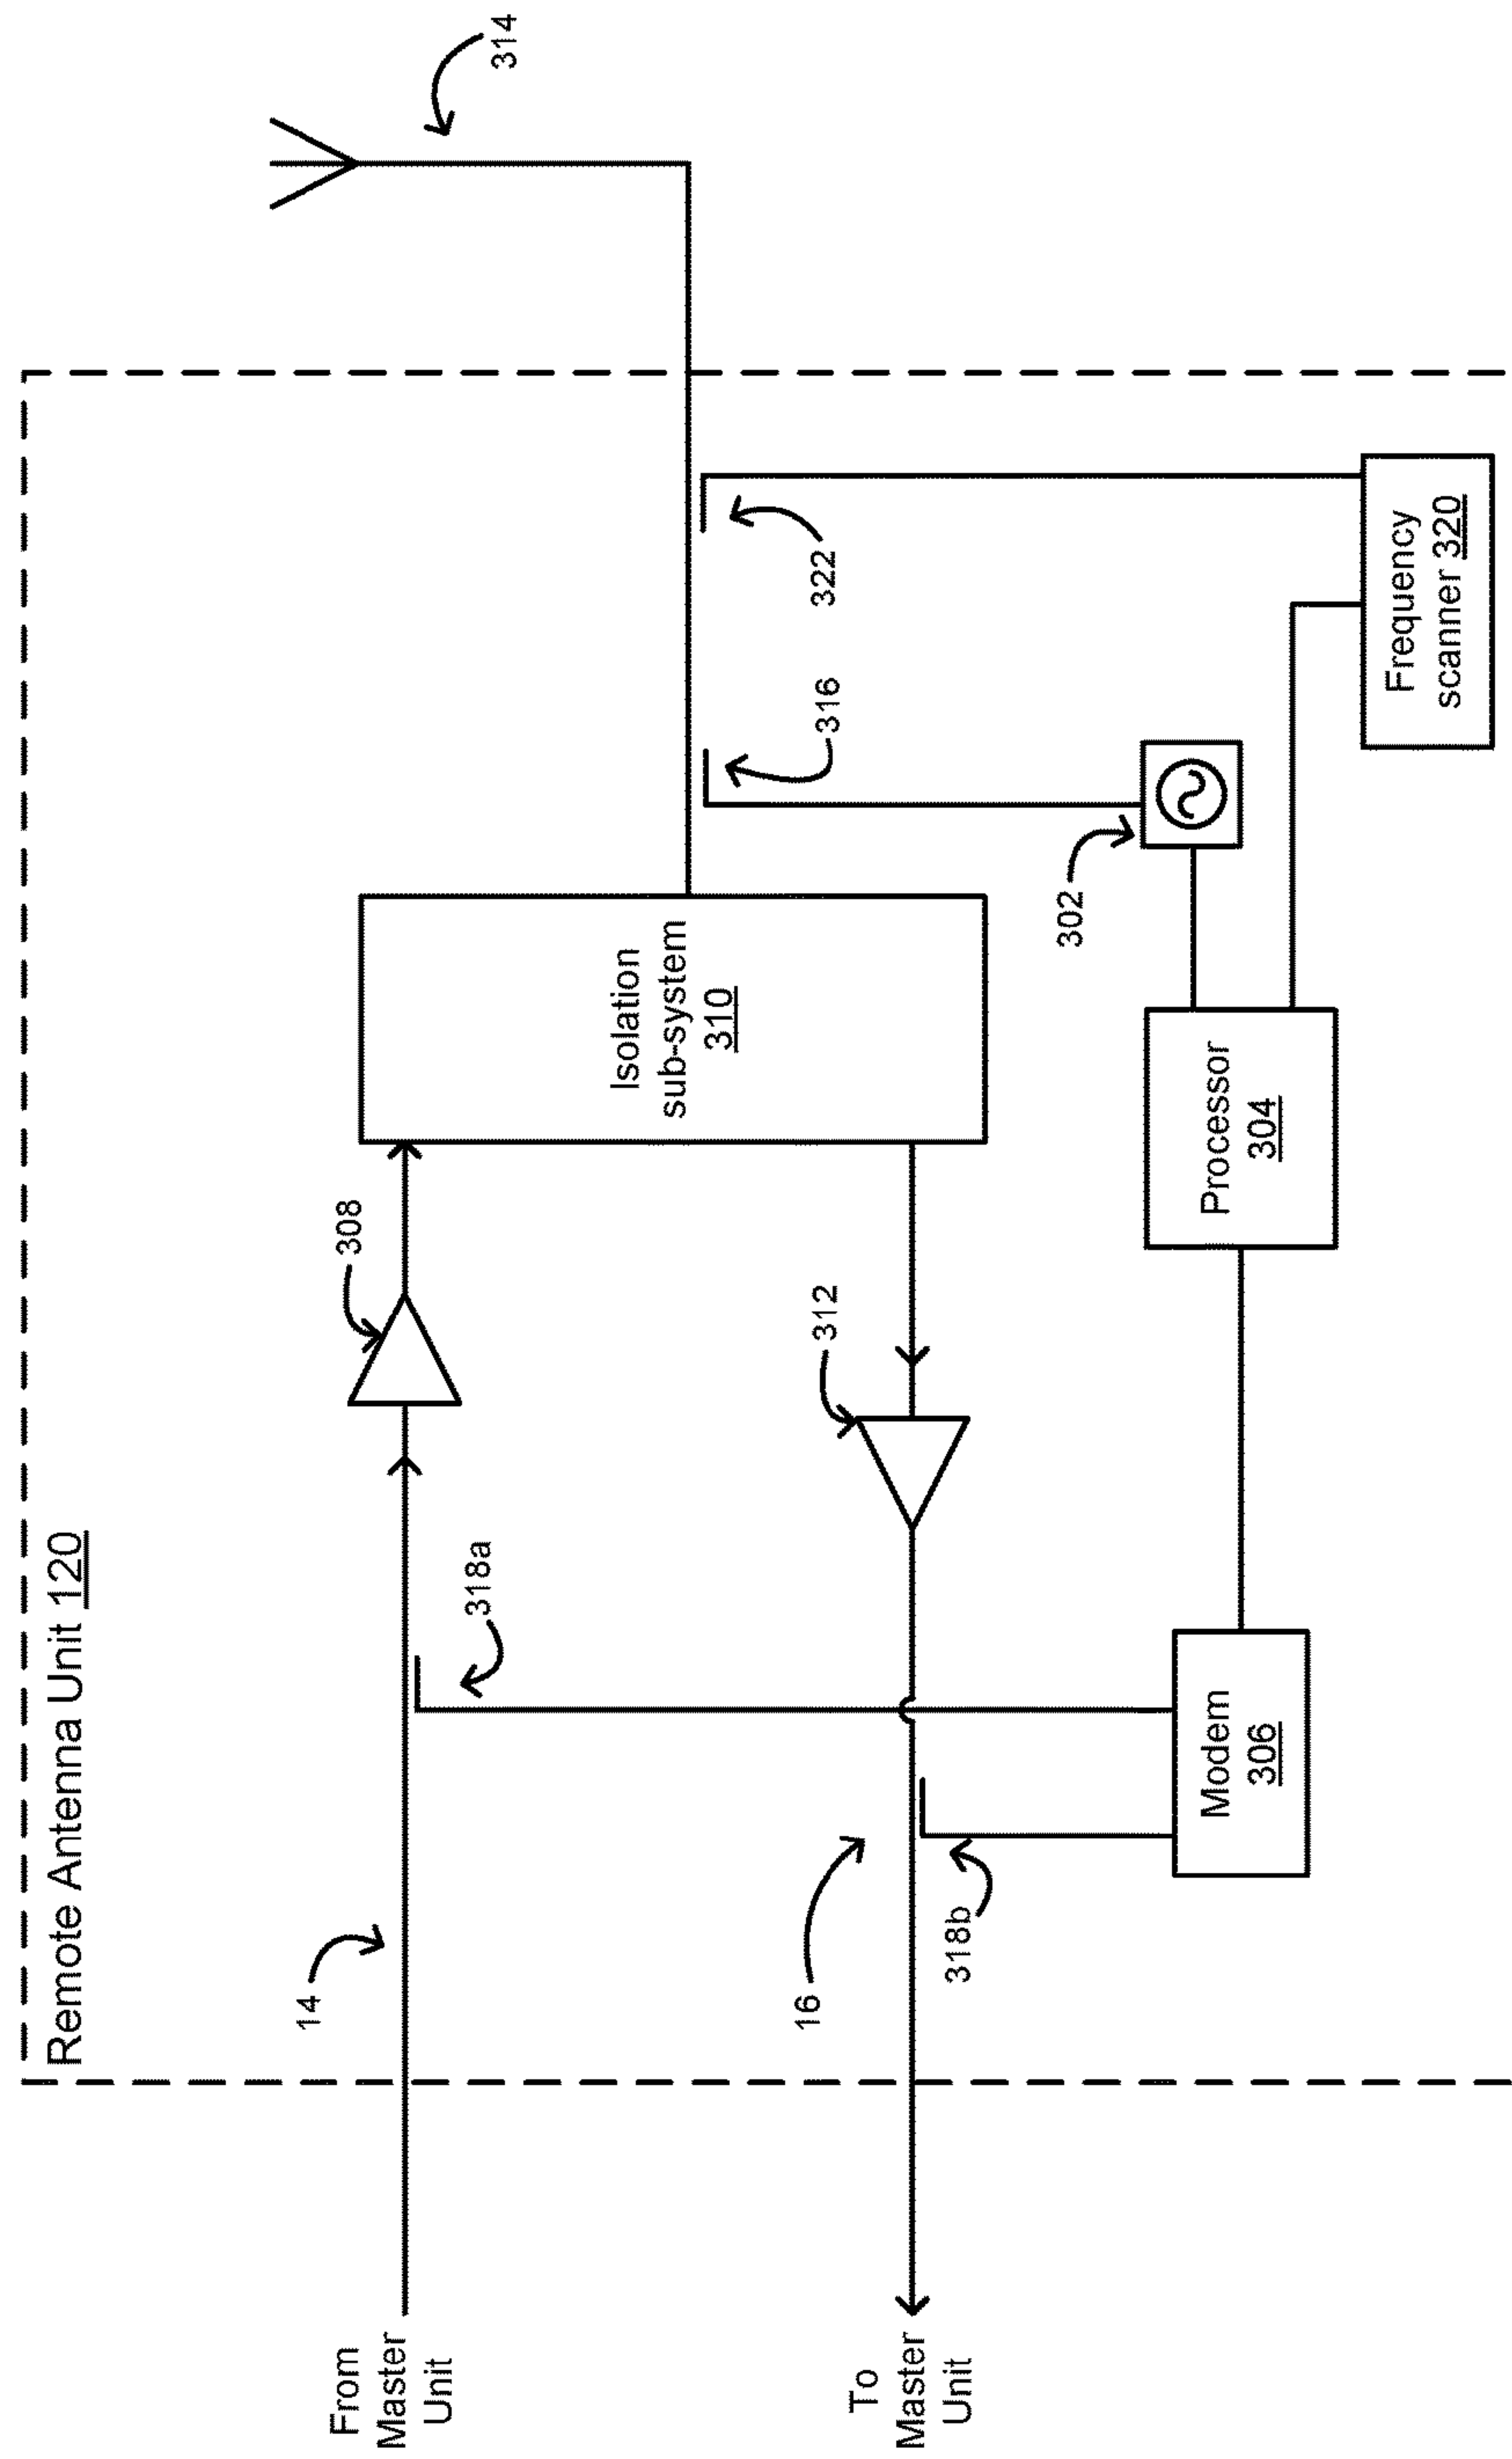 Remote Antenna Unit 120
From
Master
Unit
14
318a
308
Isolation
sub-system
310
314
To
Master
Unit
16
318b
312
316
322
302
Modem
306
Processor
304
Frequency
scanner 320